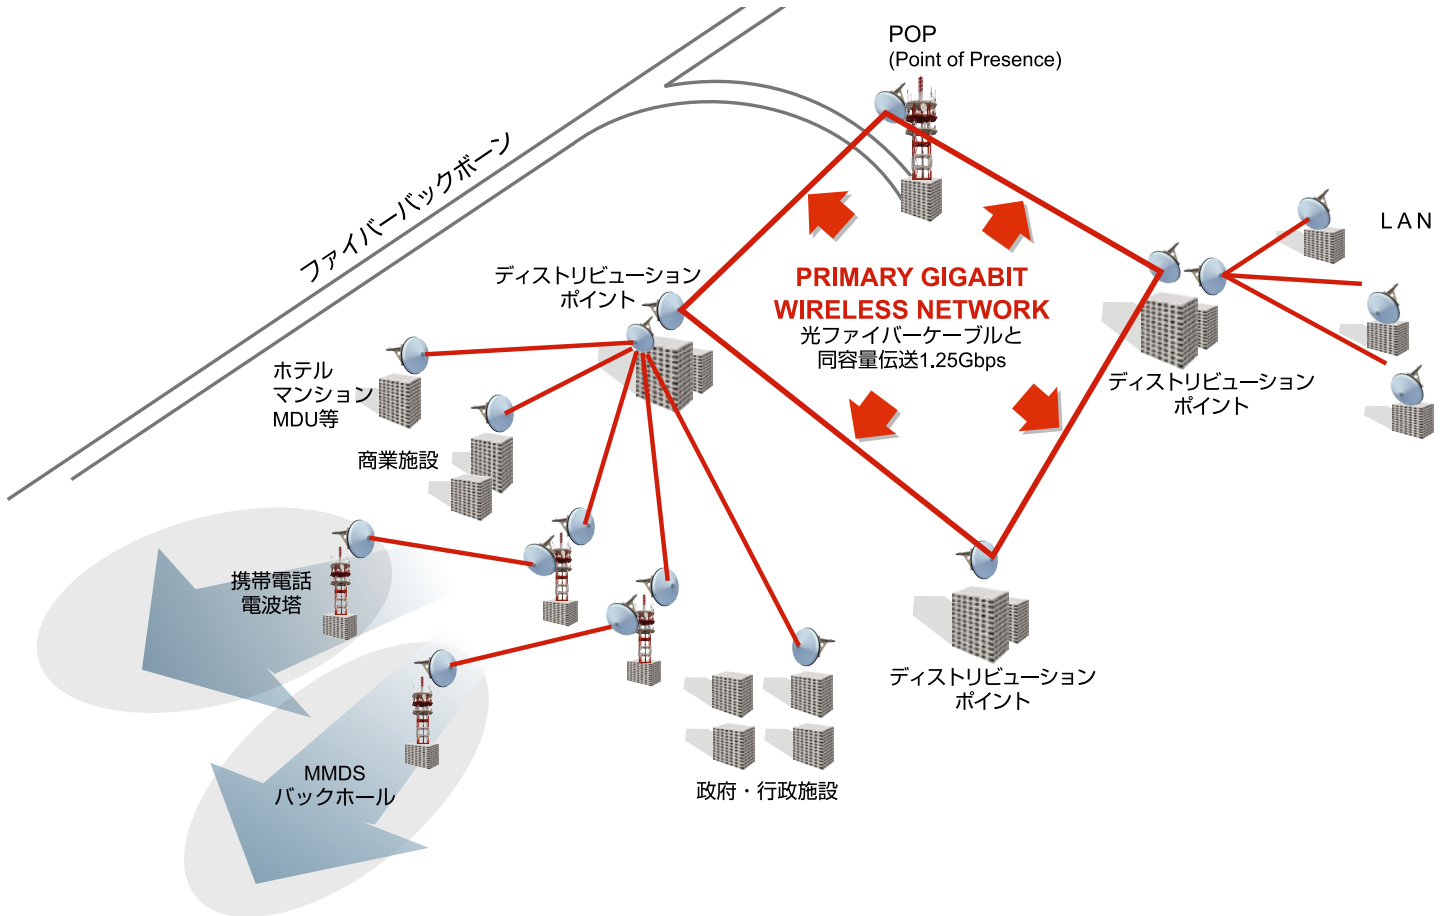 POP
(Point of Presence)
ファイバーバックボーン
LAN
ディストリビューション
ポイント
PRIMARY GIGABIT
WIRELESS NETWORK
光ファイバーケーブルと
同容量伝送1.25Gbps
ホテル
マンション
MDU等
ディストリビューション
ポイント
商業施設
携帯電話
電波塔
ディストリビューション
ポイント
MMDS
バックホール
政府・行政施設